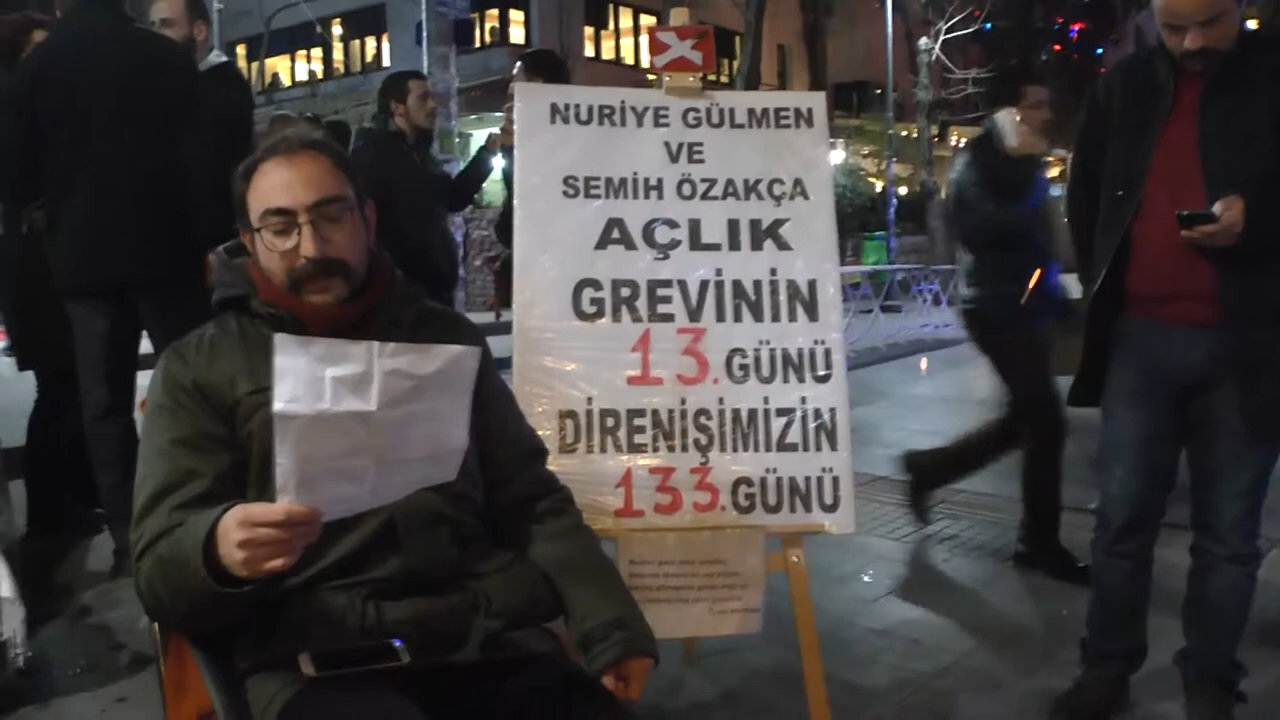 NURİYE GÜLMEN
VE
SEMİH ÖZAKÇA
AÇLIK
GREVİNİN
13. GÜNÜ
DİRENİŞİMİZİN
133. GÜNÜ